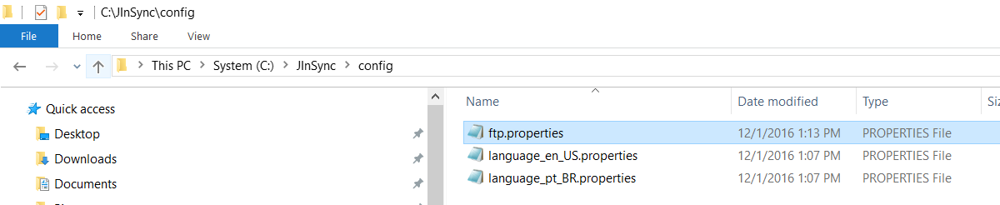 C:\JInSync\config
File Home Share View
This PC System (C:) JInSync config
Name Date modified Type
Quick access
Desktop
Downloads
Documents
ftp.properties 12/1/2016 1:13 PM PROPERTIES File
language_en_US.properties 12/1/2016 1:07 PM PROPERTIES File
language_pt_BR.properties 12/1/2016 1:07 PM PROPERTIES File